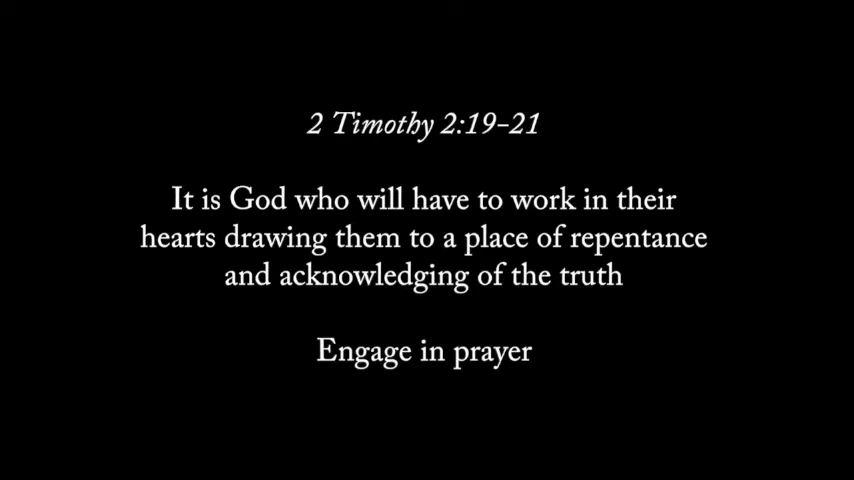 2 Timothy 2:19-21
It is God who will have to work in their
hearts drawing them to a place of repentance
and acknowledging of the truth
Engage in prayer